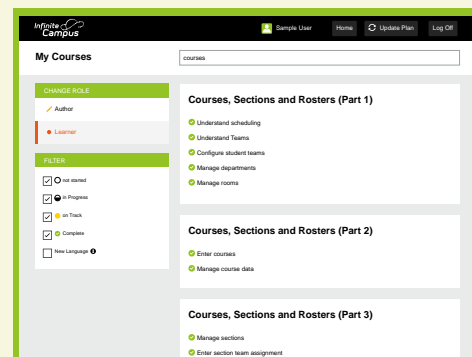 Infinite Campus
Sample User
Home
Update Plan
Log Off
My Courses
courses
CHANGE ROLE
Author
Learner
FILTER
not started
in Progress
on Track
Complete
New Language
Courses, Sections and Rosters (Part 1)
Understand scheduling
Understand Teams
Configure student teams
Manage departments
Manage rooms
Courses, Sections and Rosters (Part 2)
Enter courses
Manage course data
Courses, Sections and Rosters (Part 3)
Manage sections
Enter section team assignment